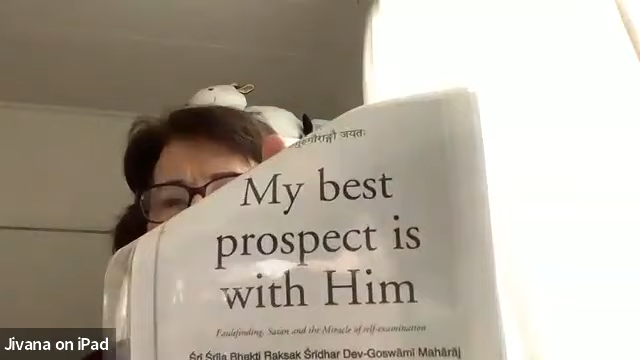 जयतः
My best
prospect is
with Him
Faultfinding, Satan and the Miracle of self-examination
Śrī Śrīla Bhakti Rakṣak Śrīdhar Dev-Goswāmī Mahārāj
Jivana on iPad